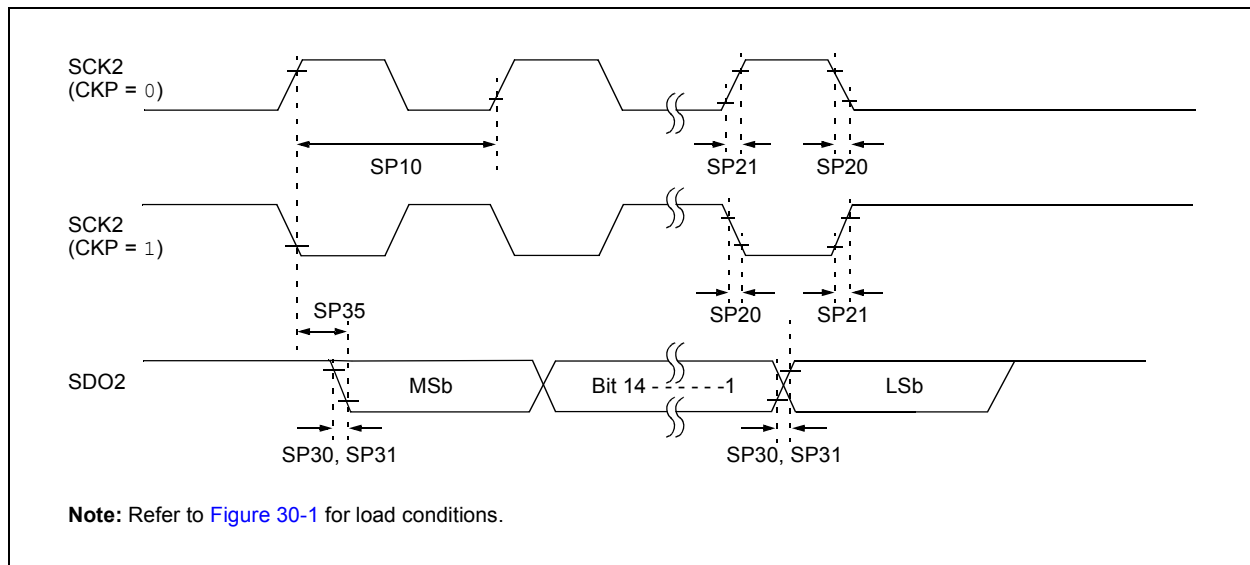 SCK2
(CKP = 0)
SP10
SP21
SP20
SCK2
(CKP = 1)
SP35
SP20
SP21
SDO2
MSb
Bit 14 - - - - - -1
LSb
SP30, SP31
SP30, SP31
Note: Refer to Figure 30-1 for load conditions.